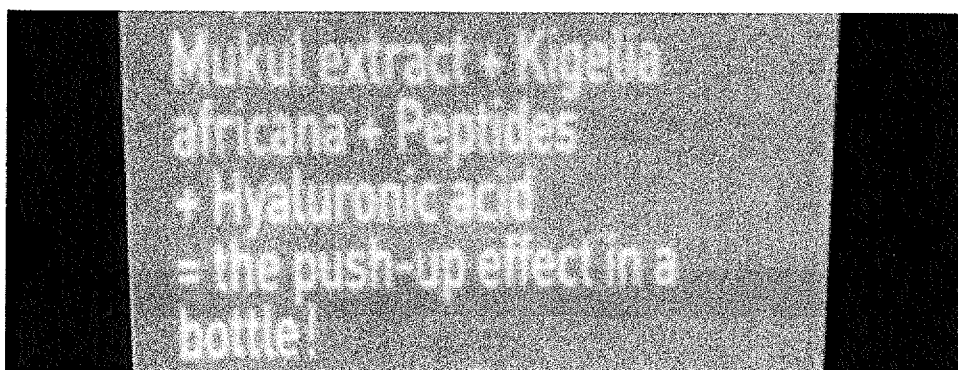 Mukul extract + Kigelia
africana + Peptides
+ Hyaluronic acid
= the push-up effect in a
bottle!